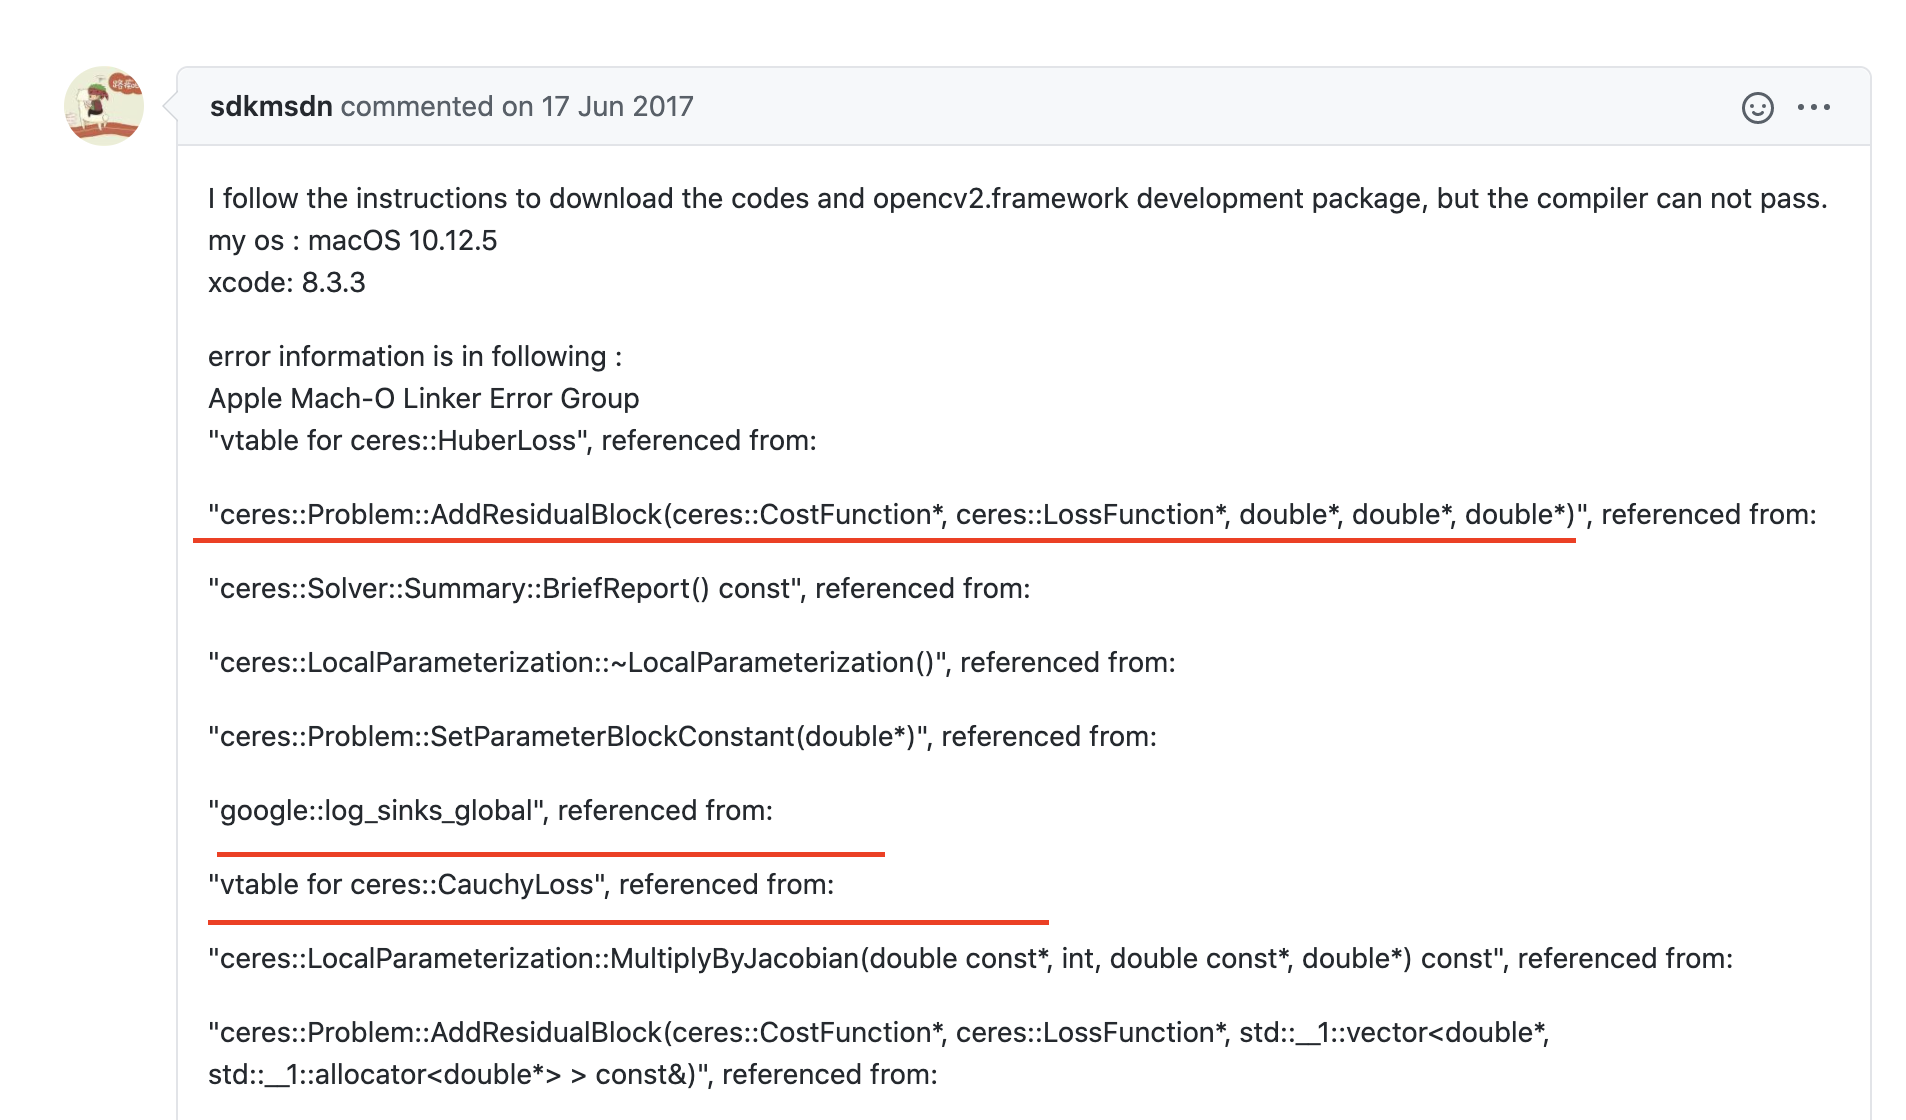 sdkmsdn commented on 17 Jun 2017
I follow the instructions to download the codes and opencv2.framework development package, but the compiler can not pass.
my os : macOS 10.12.5
xcode: 8.3.3
error information is in following :
Apple Mach-O Linker Error Group
"vtable for ceres::HuberLoss", referenced from:
"ceres::Problem::AddResidualBlock(ceres::CostFunction*, ceres::LossFunction*, double*, double*, double*)", referenced from:
"ceres::Solver::Summary::BriefReport() const", referenced from:
"ceres::LocalParameterization::~LocalParameterization()", referenced from:
"ceres::Problem::SetParameterBlockConstant(double*)", referenced from:
"google::log_sinks_global", referenced from:
"vtable for ceres::CauchyLoss", referenced from:
"ceres::LocalParameterization::MultiplyByJacobian(double const*, int, double const*, double*) const", referenced from:
"ceres::Problem::AddResidualBlock(ceres::CostFunction*, ceres::LossFunction*, std::__1::vector<double*,
std::__1::allocator<double*> > const&)", referenced from: